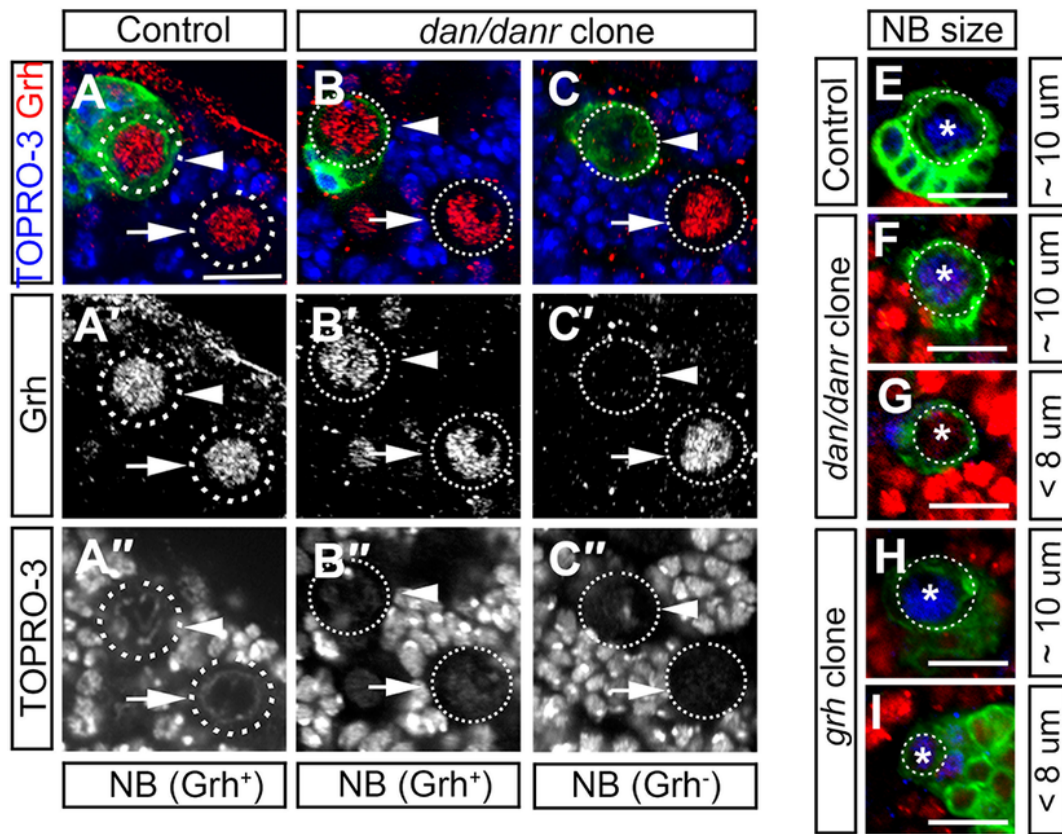 Control
dan/danr clone
NB size
TOPRO-3 Grh
A
B
C
Grh
A′
B′
C′
TOPRO-3
A″
B″
C″
NB (Grh⁺)
NB (Grh⁺)
NB (Grh⁻)
Control
E
*
~ 10 um
dan/danr clone
F
*
~ 10 um
G
*
< 8 um
grh clone
H
*
~ 10 um
I
*
< 8 um